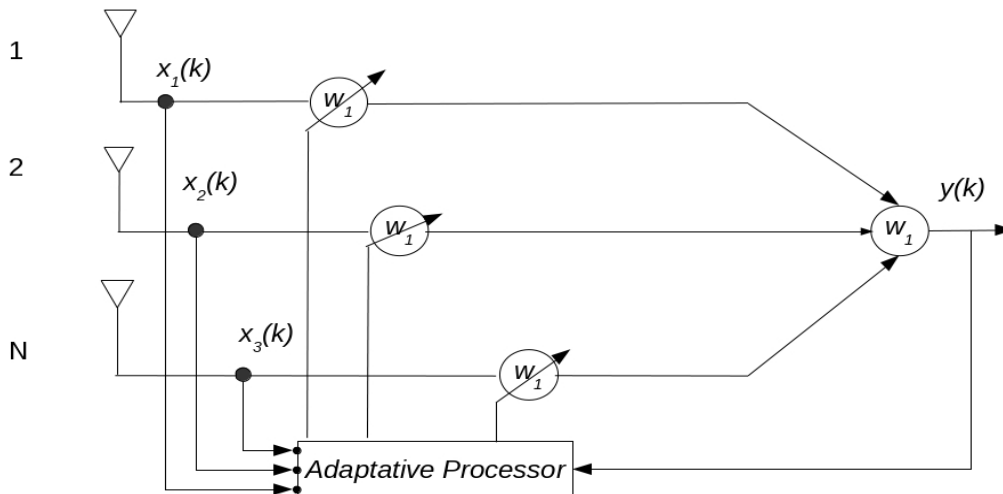 1
x₁(k)
w₁
2
x₂(k)
w₁
y(k)
w₁
N
x₃(k)
w₁
Adaptative Processor